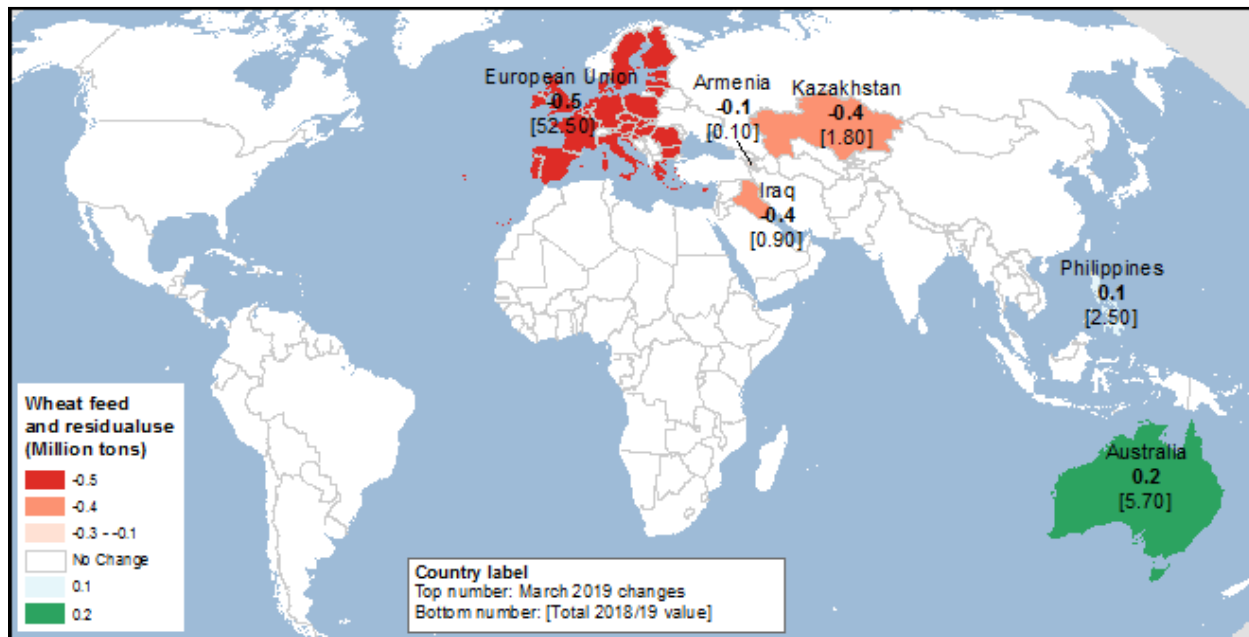 European Union
-0.5
[52.50]
Armenia
-0.1
[0.10]
Kazakhstan
-0.4
[1.80]
Iraq
-0.4
[0.90]
Philippines
0.1
[2.50]
Australia
0.2
[5.70]
Wheat feed
and residualuse
(Million tons)
-0.5
-0.4
-0.3 - -0.1
No Change
0.1
0.2
Country label
Top number: March 2019 changes
Bottom number: [Total 2018/19 value]